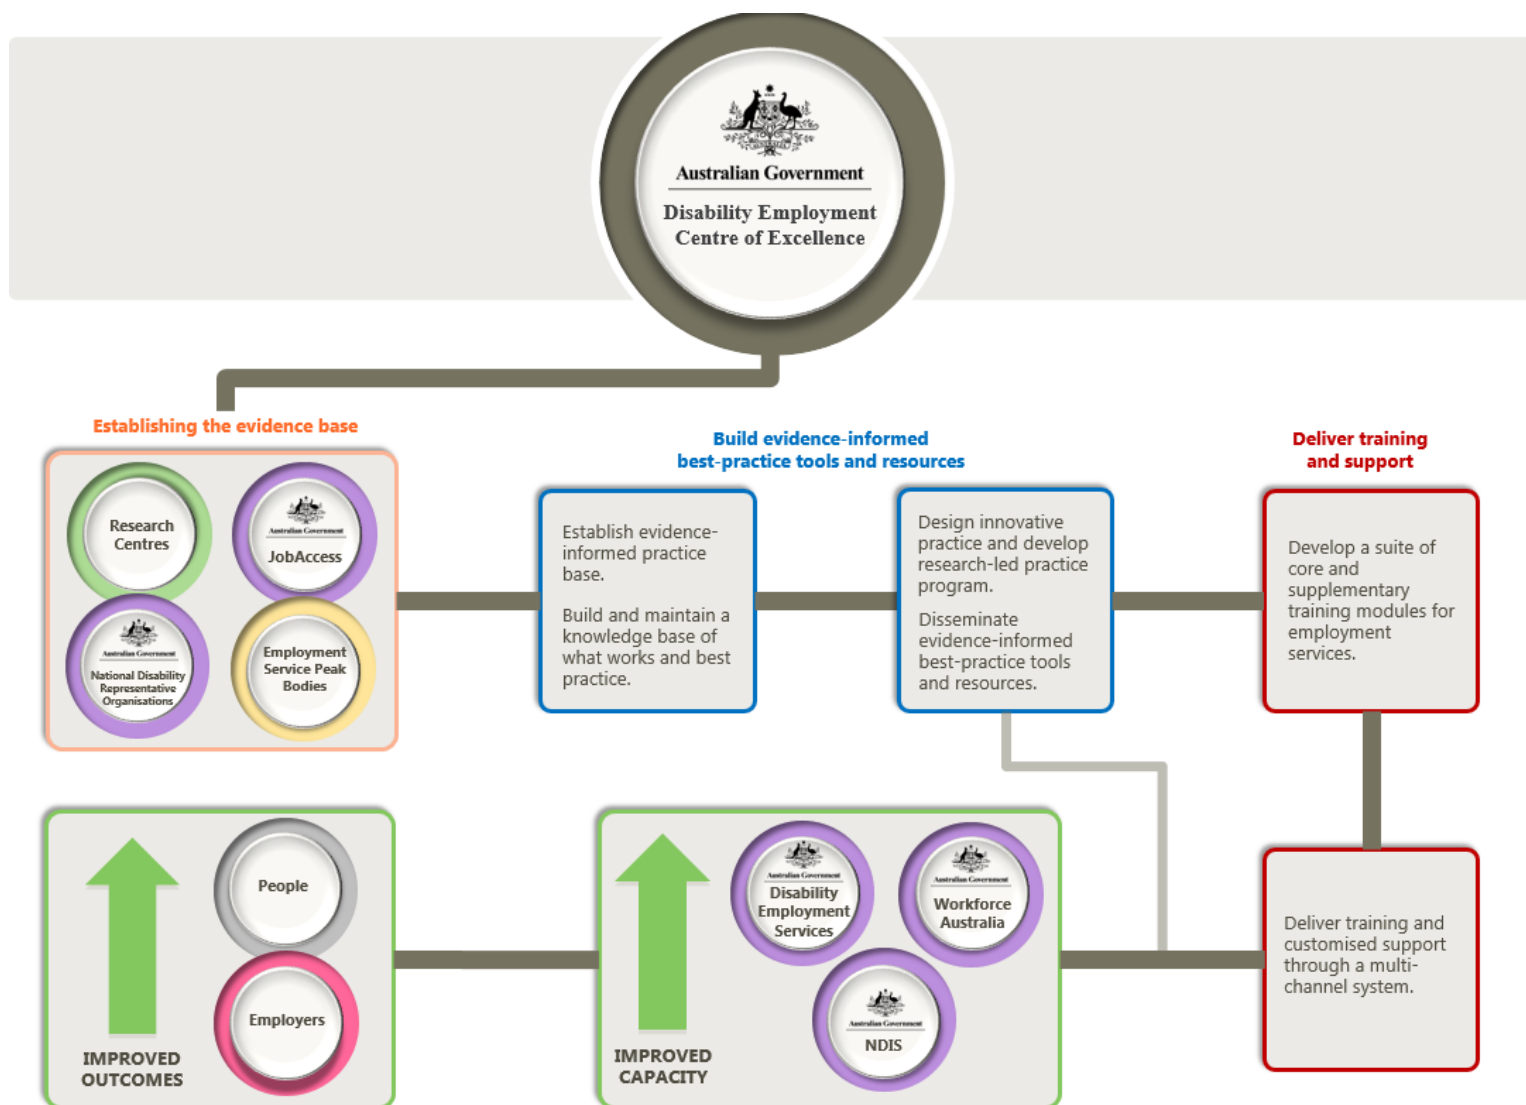 Australian Government
Disability Employment
Centre of Excellence
Establishing the evidence base
Research
Centres
Australian Government
JobAccess
Australian Government
National Disability
Representative
Organisations
Employment
Service Peak
Bodies
Build evidence-informed
best-practice tools and resources
Establish evidence-
informed practice
base.
Build and maintain a
knowledge base of
what works and best
practice.
Design innovative
practice and develop
research-led practice
program.
Disseminate
evidence-informed
best-practice tools
and resources.
Deliver training
and support
Develop a suite of
core and
supplementary
training modules for
employment
services.
Deliver training and
customised support
through a multi-
channel system.
IMPROVED
CAPACITY
Australian Government
Disability
Employment
Services
Australian Government
Workforce
Australia
Australian Government
NDIS
IMPROVED
OUTCOMES
People
Employers